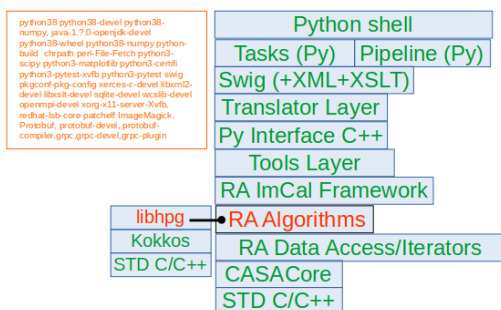 python38 python38-devel python38-
numpy, java-1.?.0-openjdk-devel
python38-wheel python38-numpy python-
build chrpath perl-File-Fetch python3-
scipy python3-matplotlib python3-certifi
python3-pytest-xvfb python3-pytest swig
pkgconf-pkg-config xerces-c-devel libxml2-
devel libxslt-devel sqlite-devel wcslib-devel
openmpi-devel xorg-x11-server-Xvfb,
redhat-lsb-core patchelf ImageMagick,
Protobuf, protobuf-devel, protobuf-
compiler,grpc,grpc-devel,grpc-plugin
Python shell
Tasks (Py) Pipeline (Py)
Swig (+XML+XSLT)
Translator Layer
Py Interface C++
Tools Layer
RA ImCal Framework
libhpg RA Algorithms
Kokkos RA Data Access/Iterators
STD C/C++ CASACore
STD C/C++